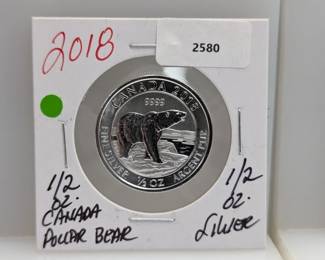 2018
2580
CANADA 2018
9999
FINE SILVER ½ OZ ARGENT PUR
1/2
OZ.
CANADA
POLAR BEAR
1/2
OZ.
SILVER